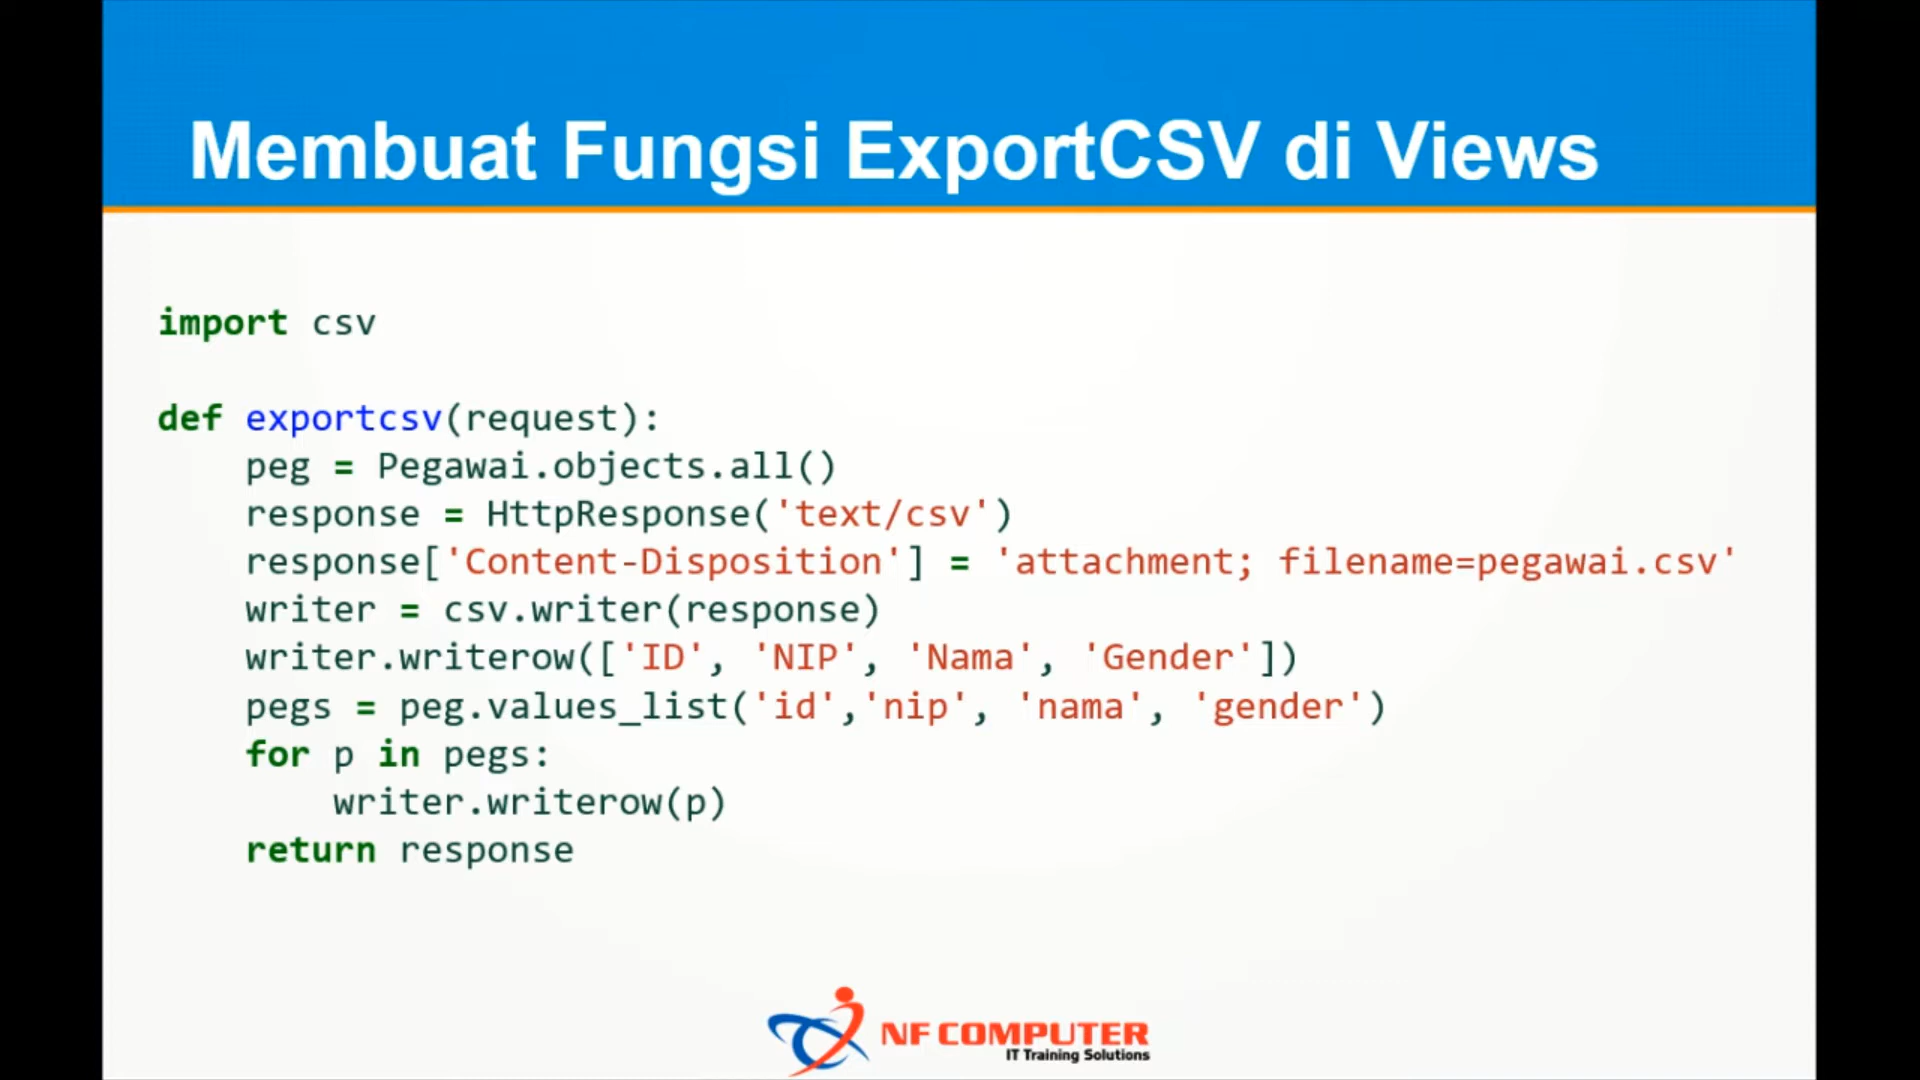 Membuat Fungsi ExportCSV di Views
import csv
def exportcsv(request):
    peg = Pegawai.objects.all()
    response = HttpResponse('text/csv')
    response['Content-Disposition'] = 'attachment; filename=pegawai.csv'
    writer = csv.writer(response)
    writer.writerow(['ID', 'NIP', 'Nama', 'Gender'])
    pegs = peg.values_list('id','nip', 'nama', 'gender')
    for p in pegs:
        writer.writerow(p)
    return response
NF COMPUTER
IT Training Solutions